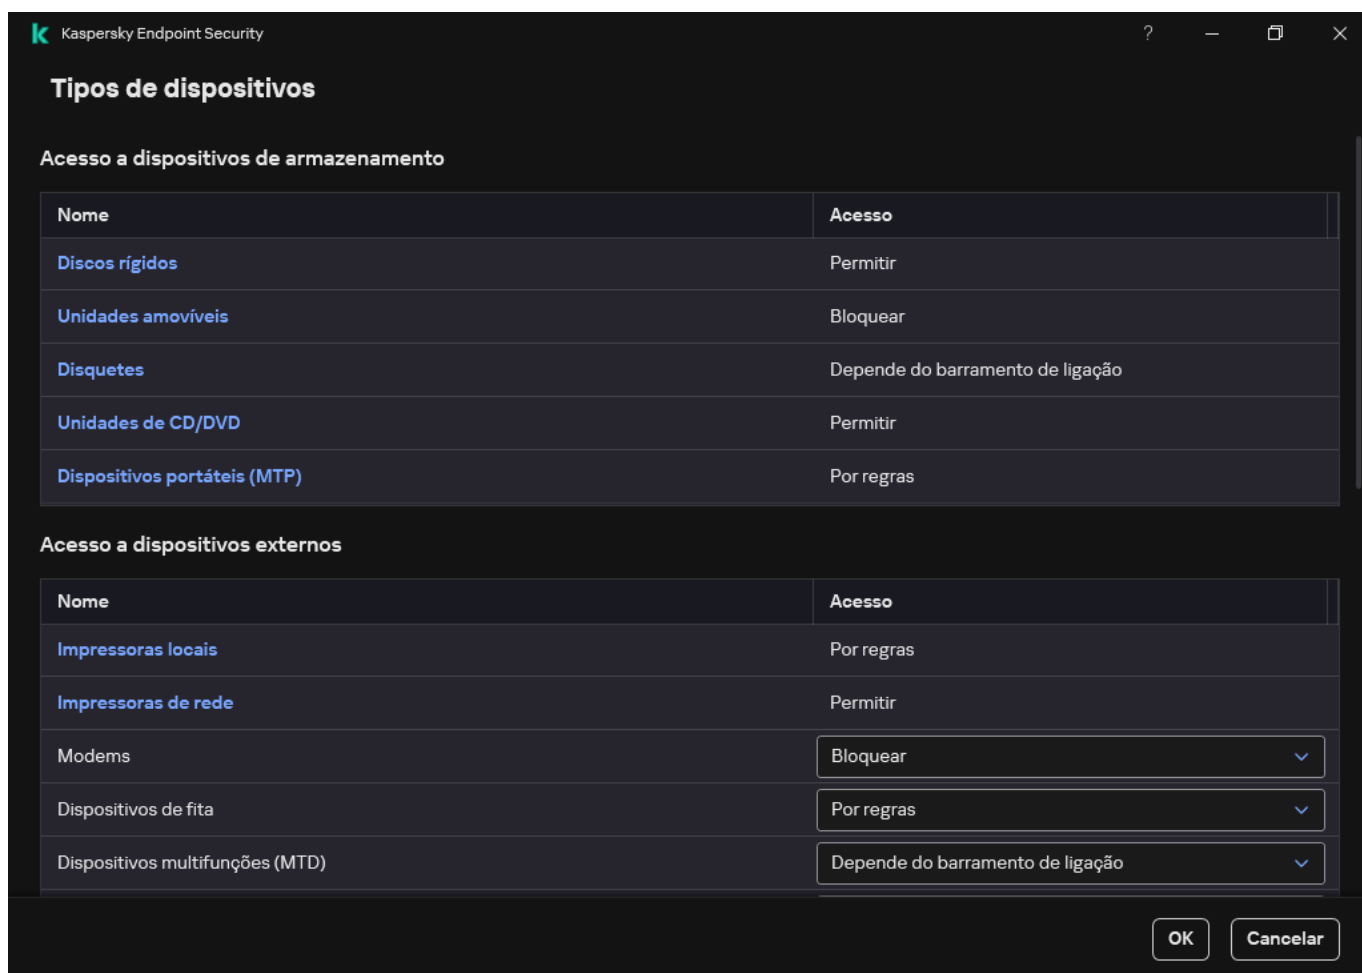 Kaspersky Endpoint Security
?
Tipos de dispositivos
Acesso a dispositivos de armazenamento
Nome Acesso
Discos rígidos Permitir
Unidades amovíveis Bloquear
Disquetes Depende do barramento de ligação
Unidades de CD/DVD Permitir
Dispositivos portáteis (MTP) Por regras
Acesso a dispositivos externos
Nome Acesso
Impressoras locais Por regras
Impressoras de rede Permitir
Modems Bloquear
Dispositivos de fita Por regras
Dispositivos multifunções (MTD) Depende do barramento de ligação
OK Cancelar